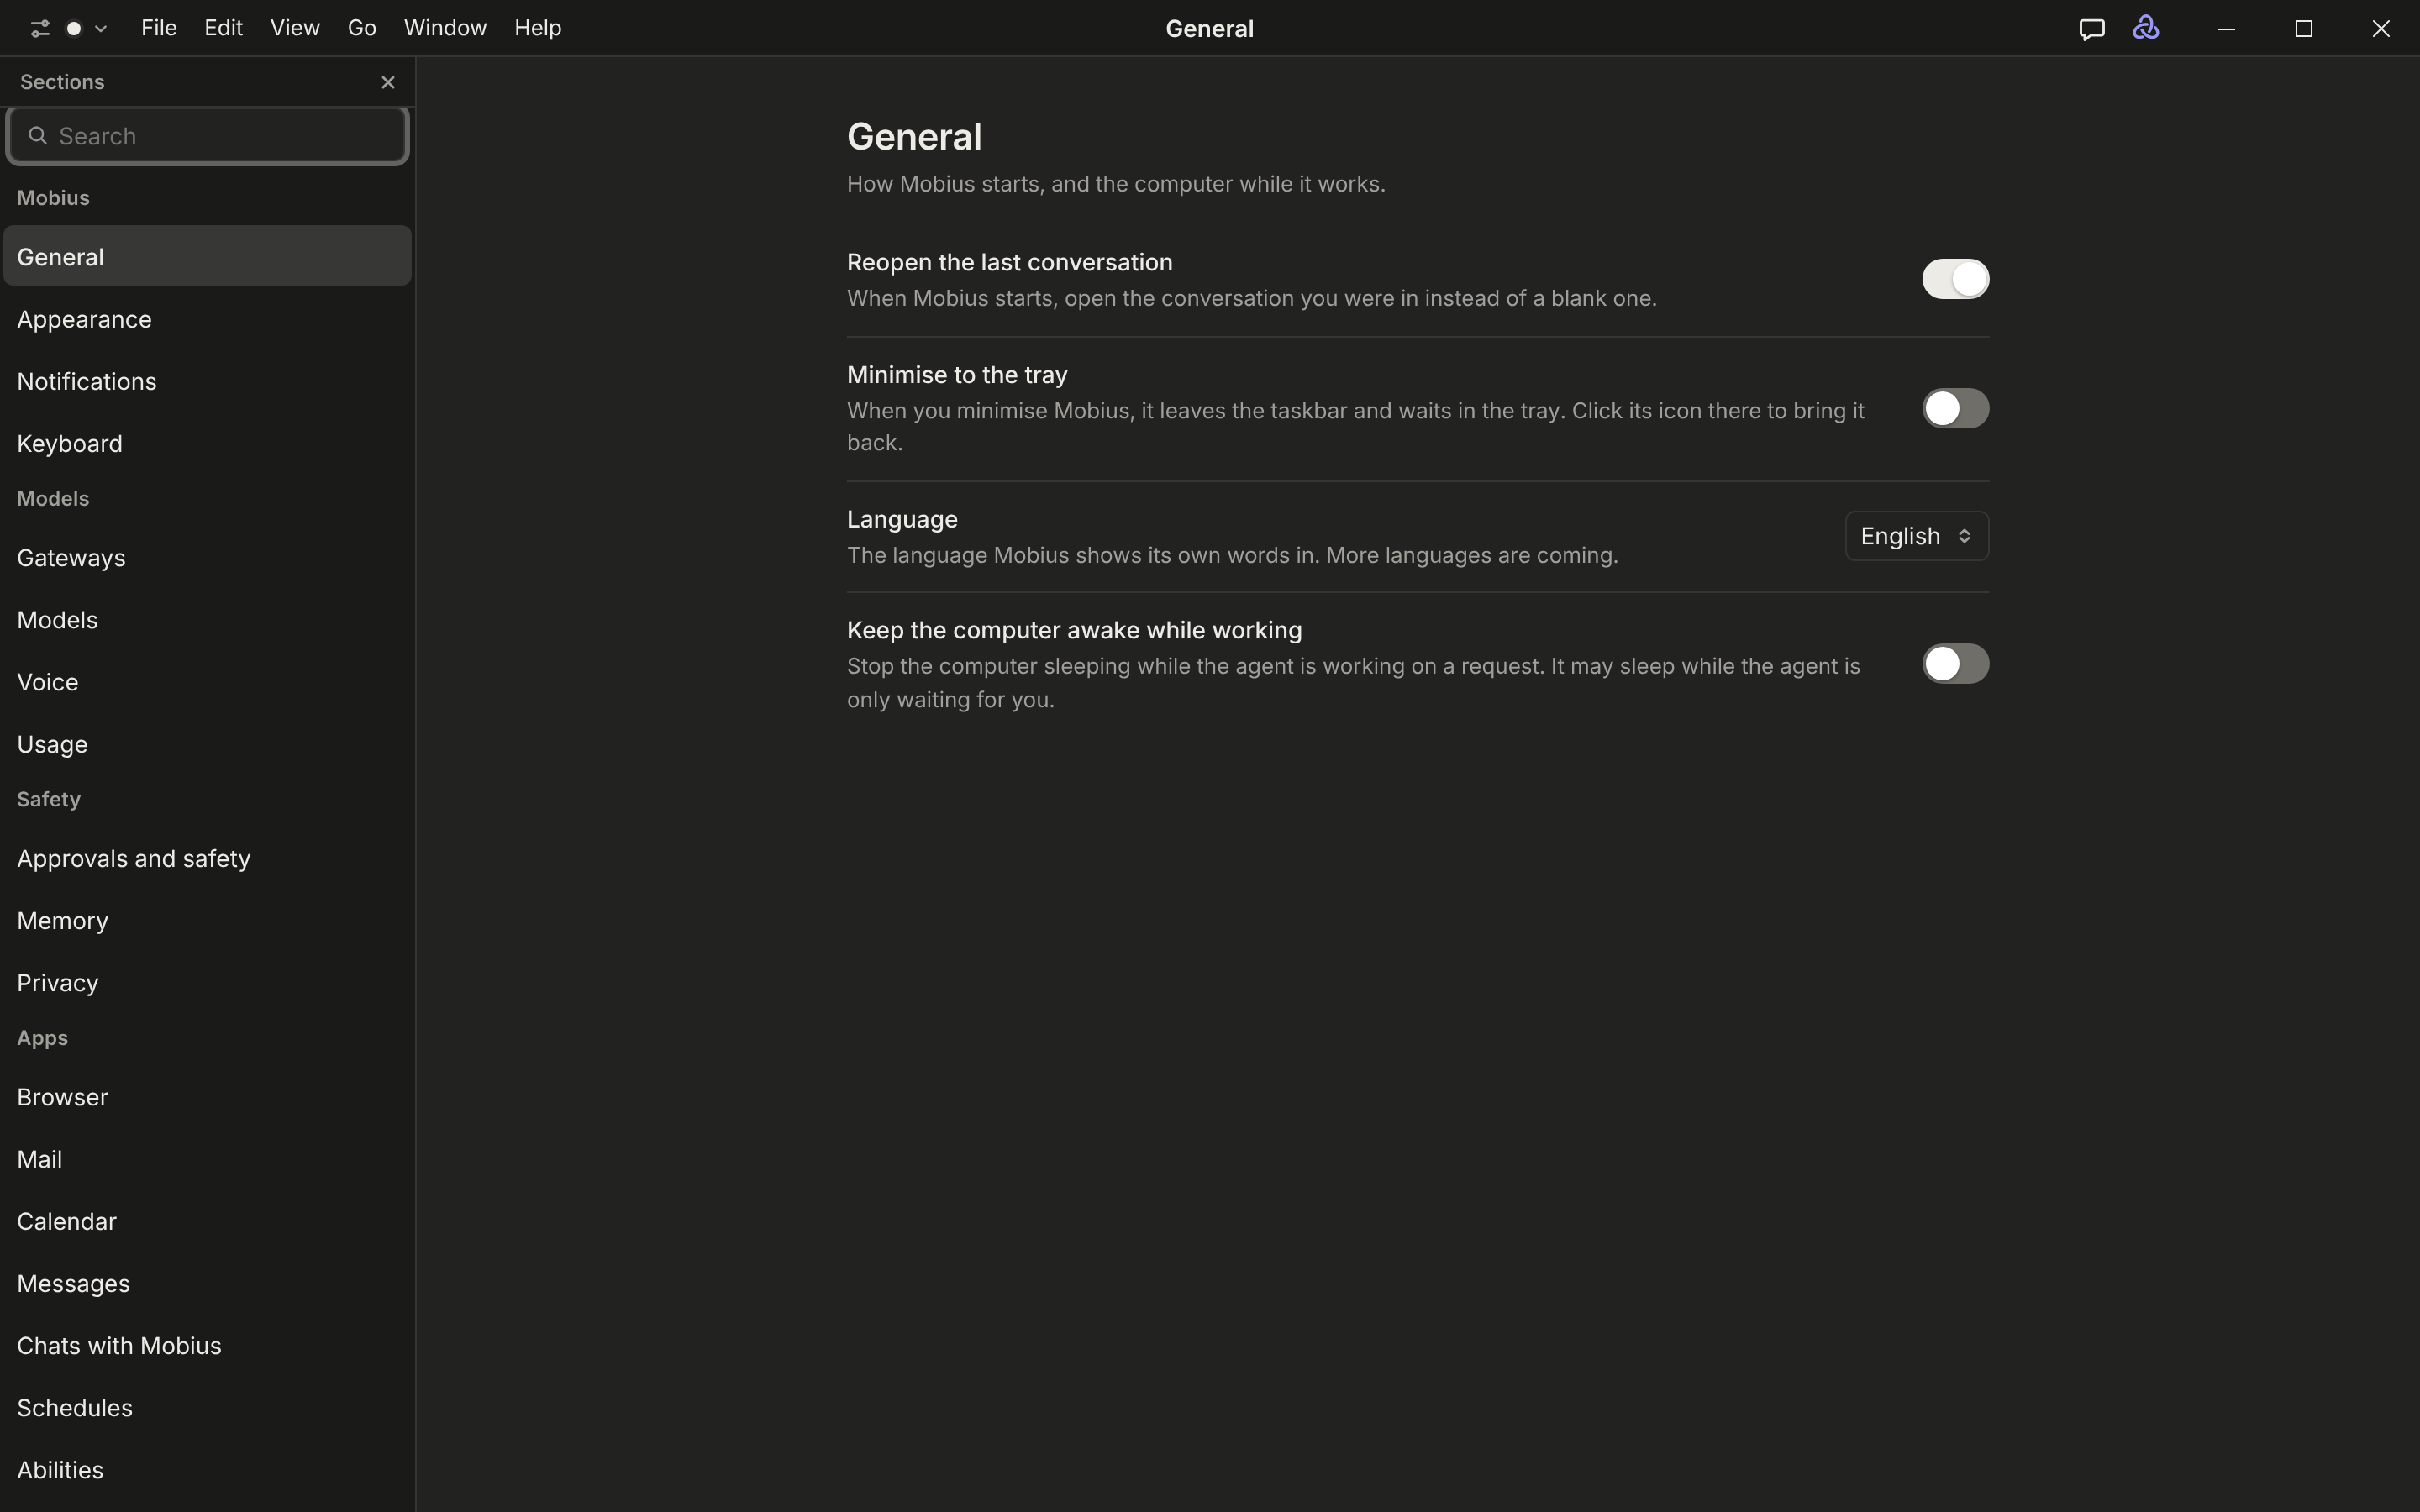 File Edit View Go Window Help
General
Sections
Search
Mobius
General
Appearance
Notifications
Keyboard
Models
Gateways
Models
Voice
Usage
Safety
Approvals and safety
Memory
Privacy
Apps
Browser
Mail
Calendar
Messages
Chats with Mobius
Schedules
Abilities
General
How Mobius starts, and the computer while it works.
Reopen the last conversation
When Mobius starts, open the conversation you were in instead of a blank one.
Minimise to the tray
When you minimise Mobius, it leaves the taskbar and waits in the tray. Click its icon there to bring it
back.
Language
The language Mobius shows its own words in. More languages are coming.
English
Keep the computer awake while working
Stop the computer sleeping while the agent is working on a request. It may sleep while the agent is
only waiting for you.